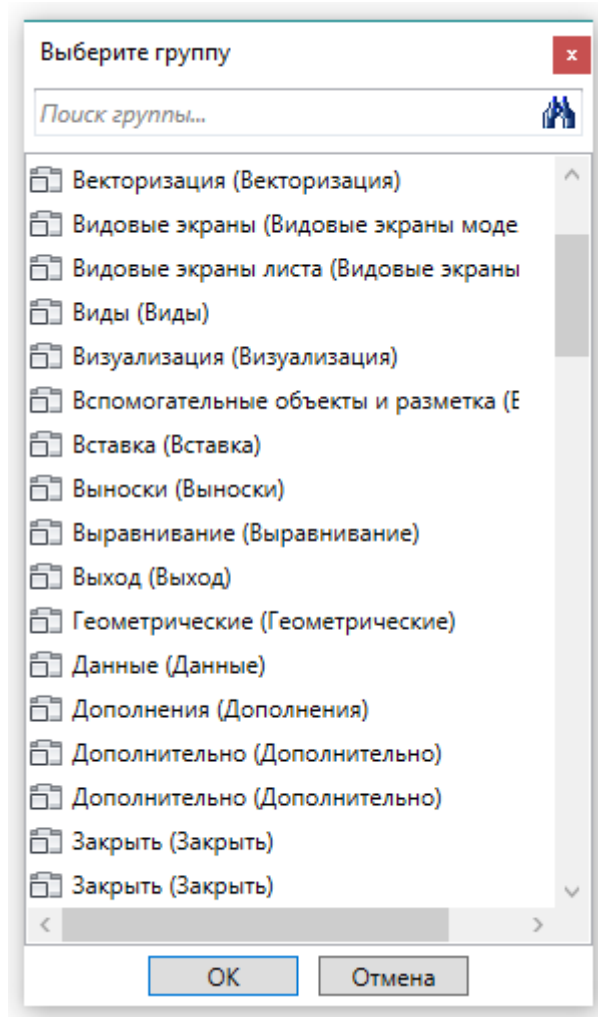 Выберите группу
x
Поиск группы...
Векторизация (Векторизация)
Видовые экраны (Видовые экраны моде
Видовые экраны листа (Видовые экраны
Виды (Виды)
Визуализация (Визуализация)
Вспомогательные объекты и разметка (В
Вставка (Вставка)
Выноски (Выноски)
Выравнивание (Выравнивание)
Выход (Выход)
Геометрические (Геометрические)
Данные (Данные)
Дополнения (Дополнения)
Дополнительно (Дополнительно)
Дополнительно (Дополнительно)
Закрыть (Закрыть)
Закрыть (Закрыть)
ОК
Отмена